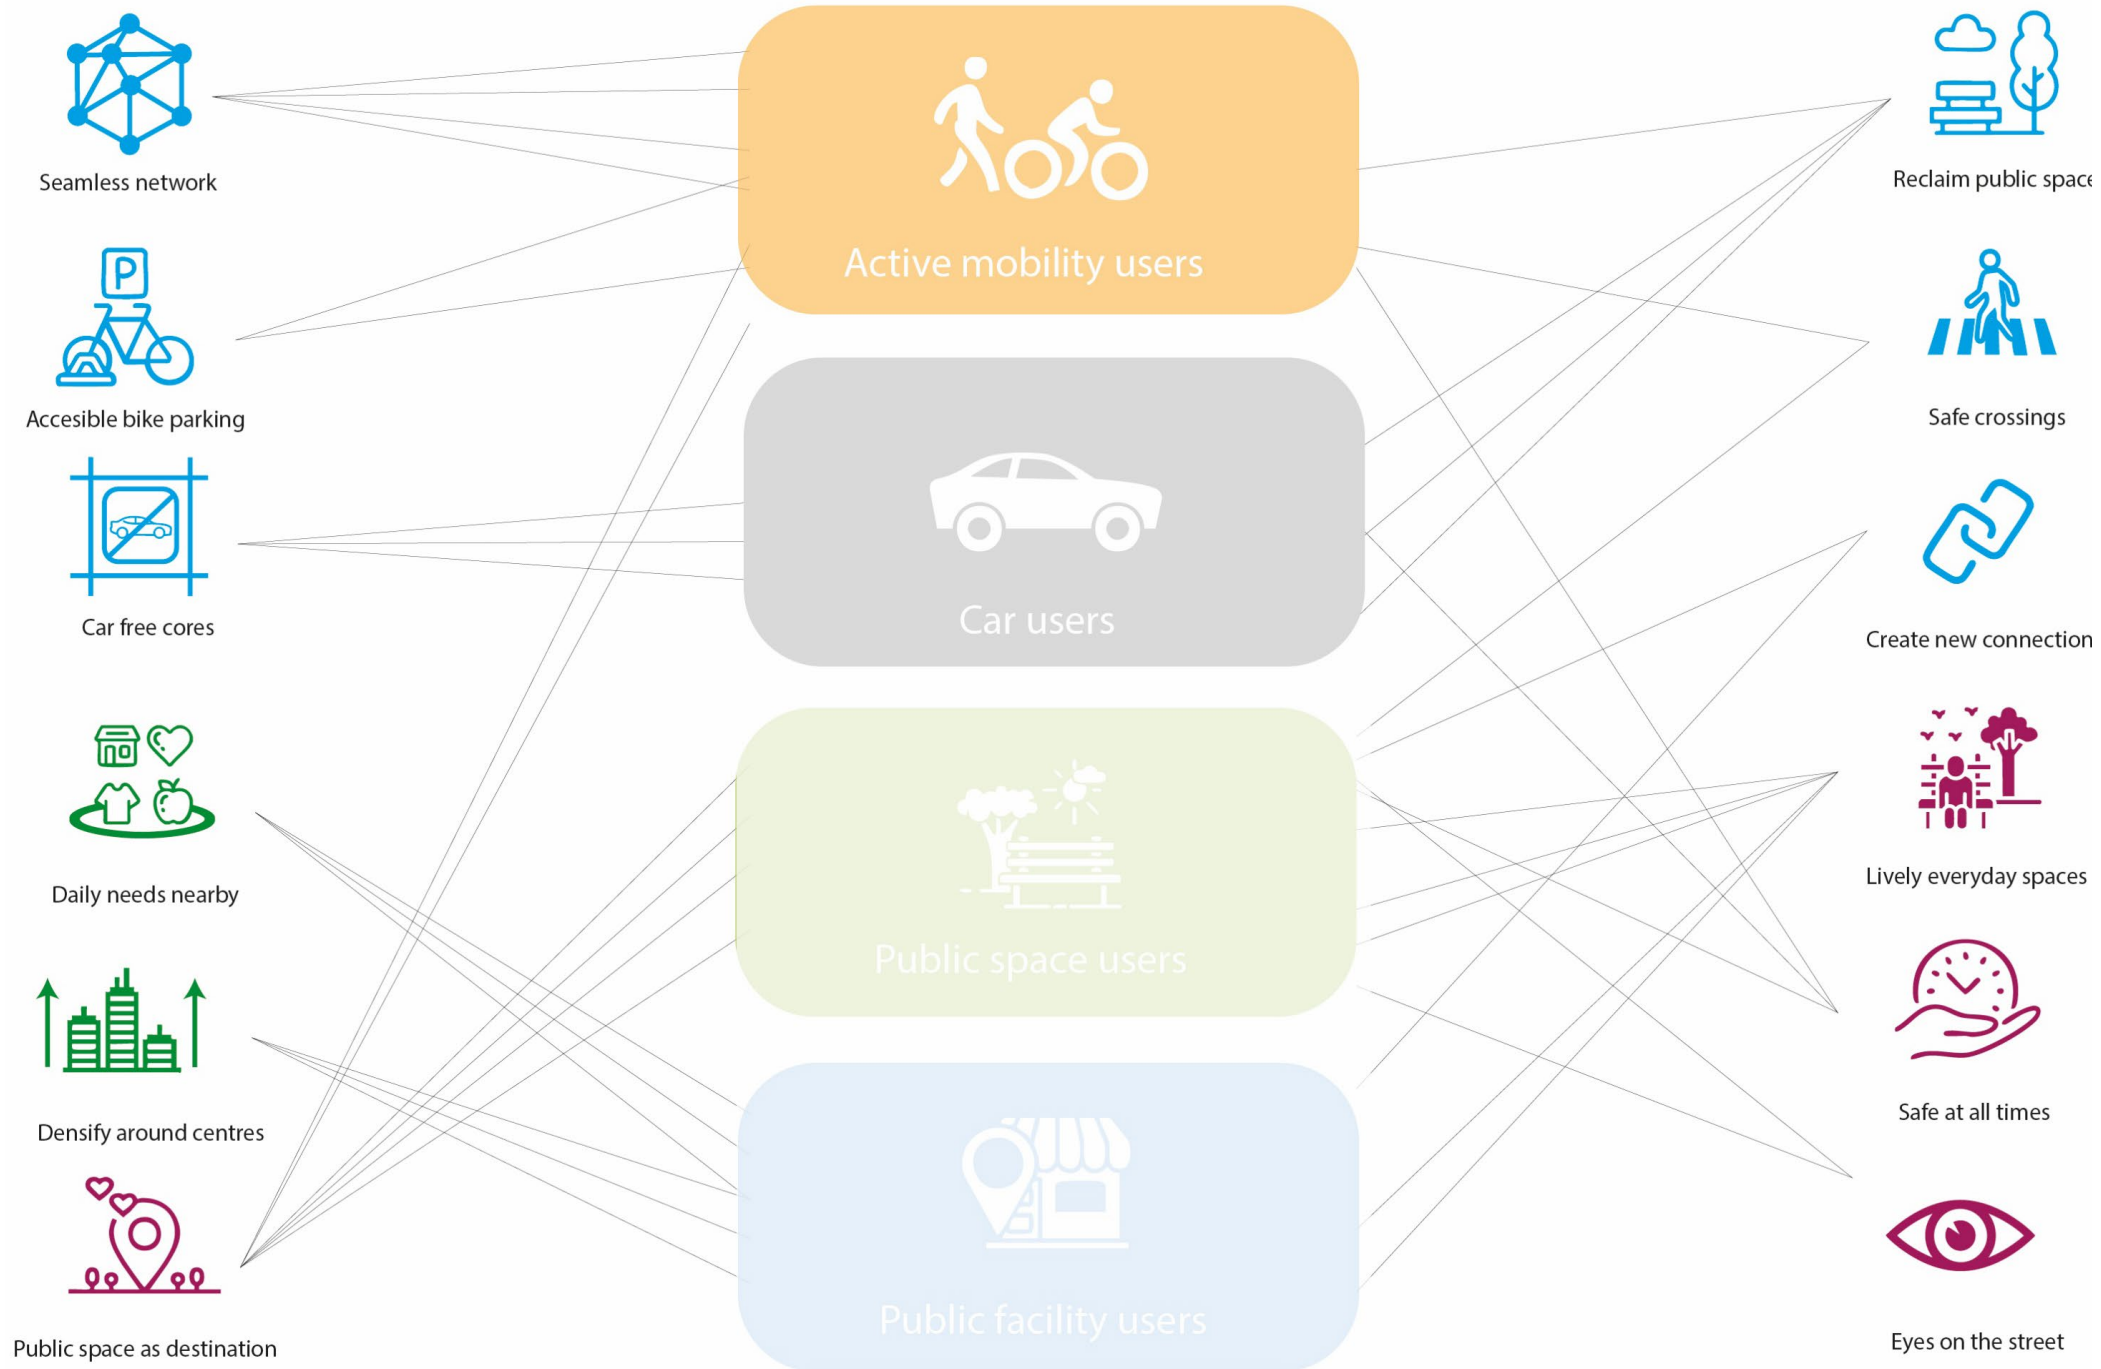 Seamless network
P
Accesible bike parking
Car free cores
Daily needs nearby
Densify around centres
Public space as destination
Active mobility users
Car users
Public space users
Public facility users
Reclaim public space
Safe crossings
Create new connection
Lively everyday spaces
Safe at all times
Eyes on the street